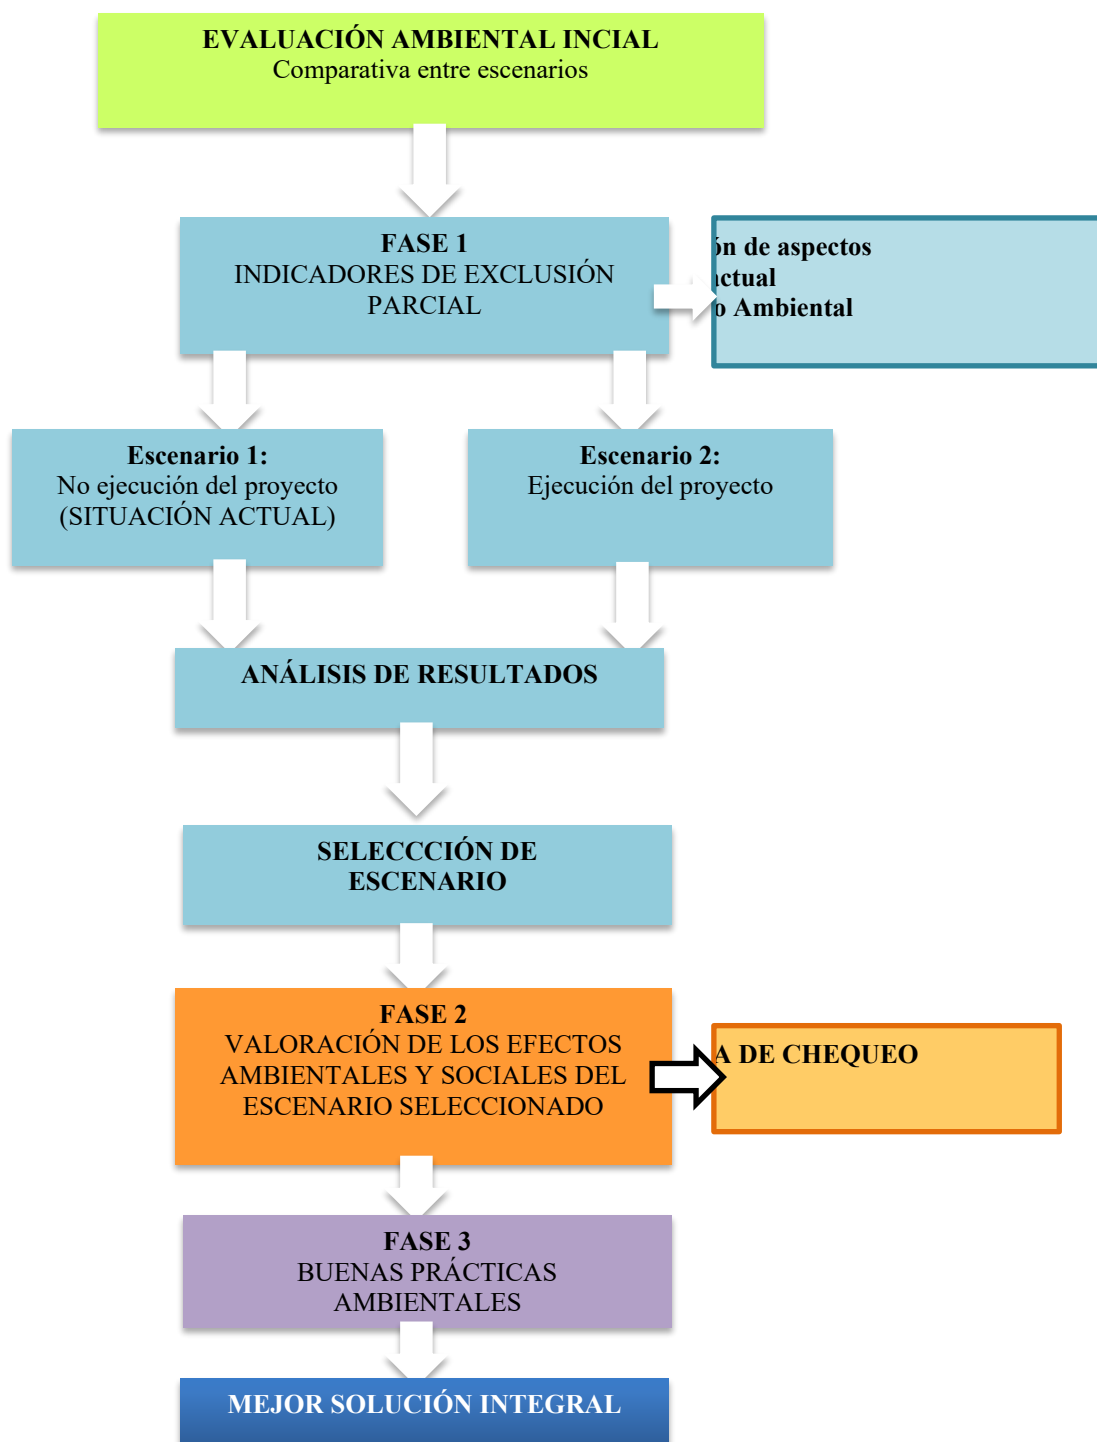 EVALUACIÓN AMBIENTAL INCIAL
Comparativa entre escenarios
FASE 1
INDICADORES DE EXCLUSIÓN
PARCIAL
ón de aspectos
actual
o Ambiental
Escenario 1:
No ejecución del proyecto
(SITUACIÓN ACTUAL)
Escenario 2:
Ejecución del proyecto
ANÁLISIS DE RESULTADOS
SELECCCIÓN DE
ESCENARIO
FASE 2
VALORACIÓN DE LOS EFECTOS
AMBIENTALES Y SOCIALES DEL
ESCENARIO SELECCIONADO
A DE CHEQUEO
FASE 3
BUENAS PRÁCTICAS
AMBIENTALES
MEJOR SOLUCIÓN INTEGRAL